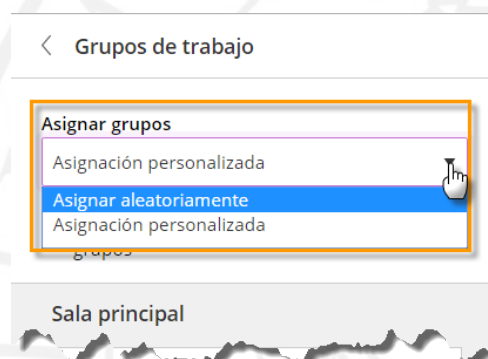 Grupos de trabajo
Asignar grupos
Asignación personalizada
Asignar aleatoriamente
Asignación personalizada
grupos
Sala principal